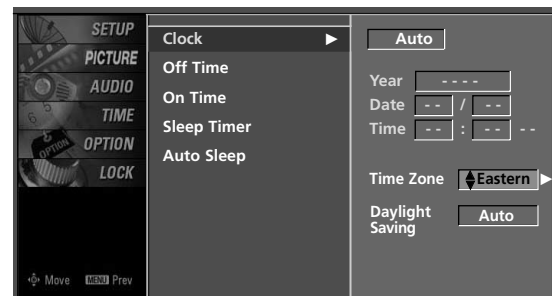 SETUP
PICTURE
AUDIO
TIME
OPTION
LOCK
Move MENU Prev
Clock ▶
Off Time
On Time
Sleep Timer
Auto Sleep
Auto
Year - - - -
Date - - / - -
Time - - : - - - -
Time Zone Eastern ▶
Daylight
Saving Auto